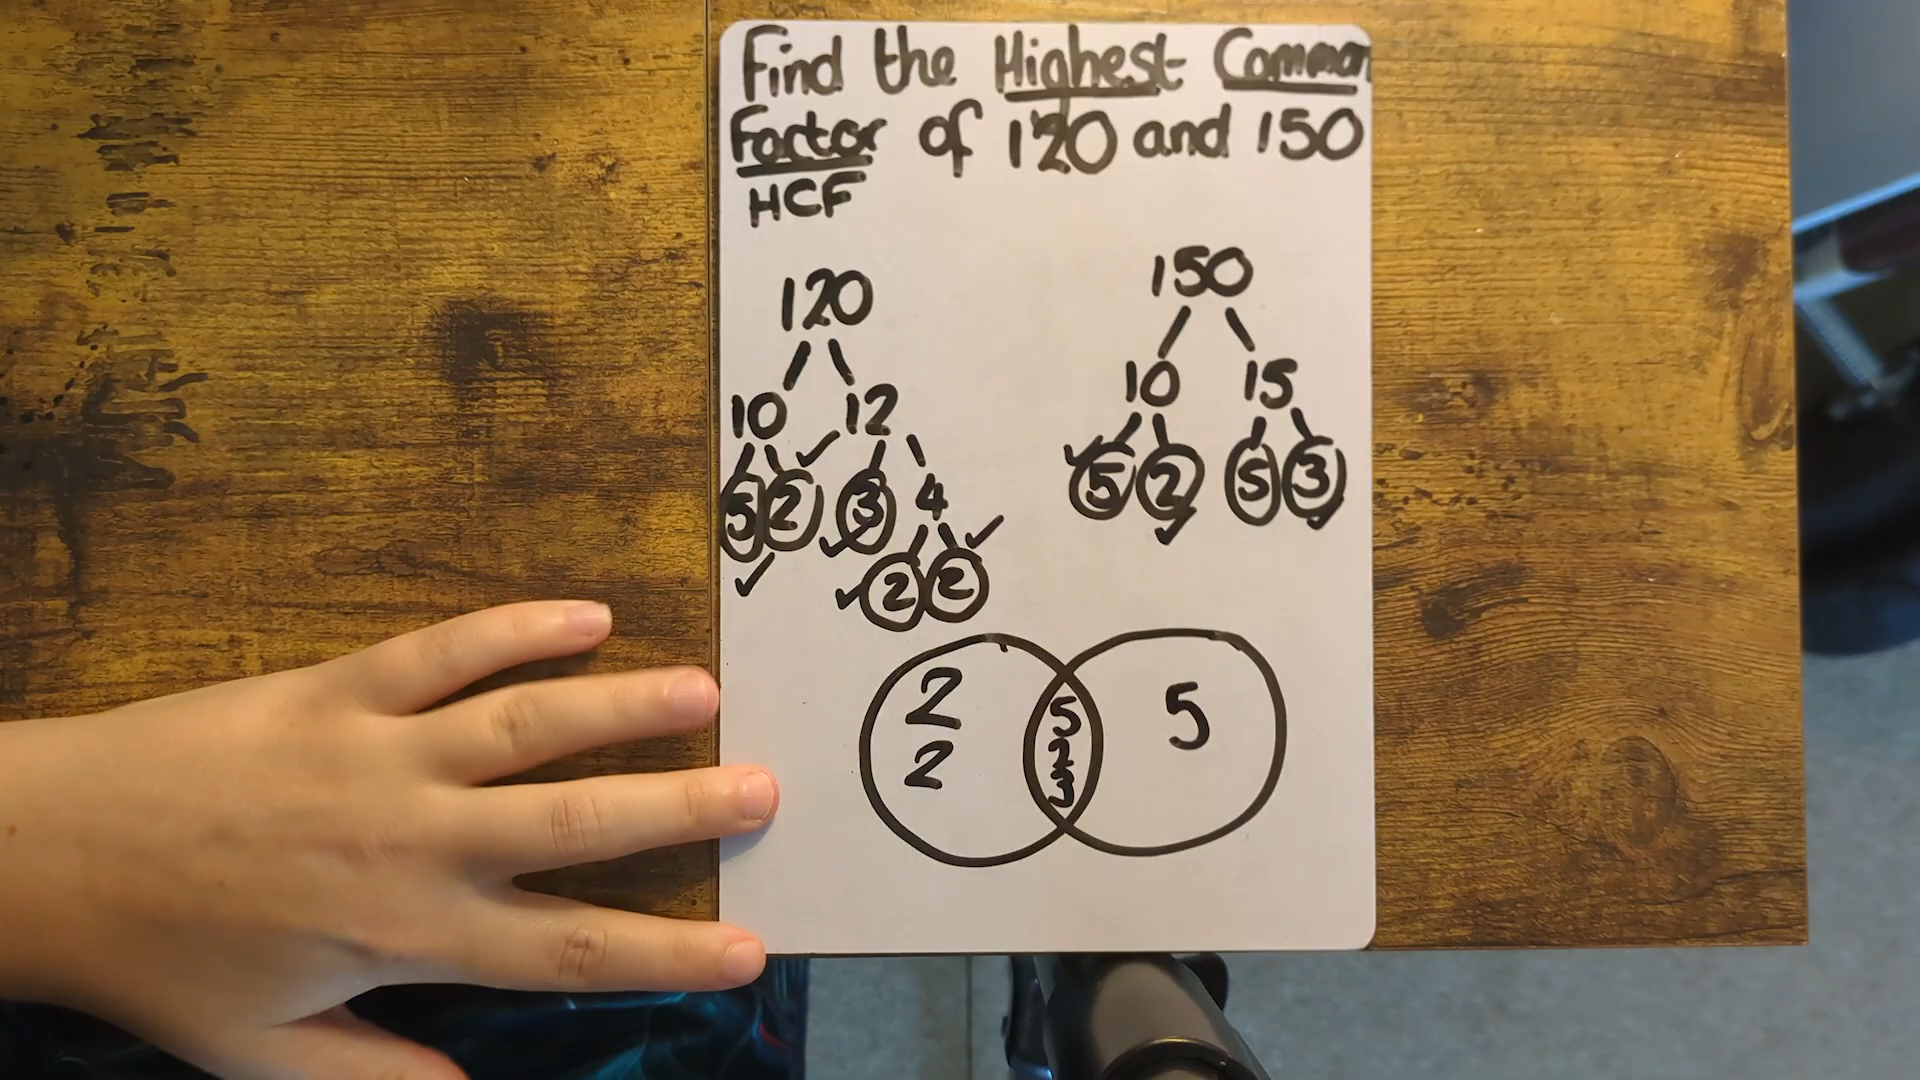 Find the Highest Common
Factor of 120 and 150
HCF
120
150
10 12
10 15
5 2 3 4
5 2 5 3
2 2
2
2
5
2
3
5